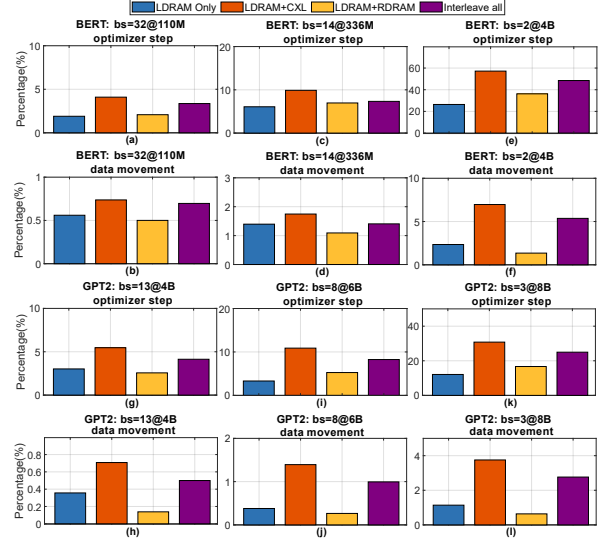 LDRAM Only LDRAM+CXL LDRAM+RDRAM Interleave all
BERT: bs=32@110M
optimizer step
Percentage(%)
10
5
0
(a)
BERT: bs=14@336M
optimizer step
20
10
0
(c)
BERT: bs=2@4B
optimizer step
60
40
20
0
(e)
BERT: bs=32@110M
data movement
Percentage(%)
1
0.5
0
(b)
BERT: bs=14@336M
data movement
3
2
1
0
(d)
BERT: bs=2@4B
data movement
10
5
0
(f)
GPT2: bs=13@4B
optimizer step
Percentage(%)
10
5
0
(g)
GPT2: bs=8@6B
optimizer step
20
10
0
(i)
GPT2: bs=3@8B
optimizer step
40
20
0
(k)
GPT2: bs=13@4B
data movement
Percentage(%)
0.8
0.6
0.4
0.2
0
(h)
GPT2: bs=8@6B
data movement
2
1
0
(j)
GPT2: bs=3@8B
data movement
4
2
0
(l)